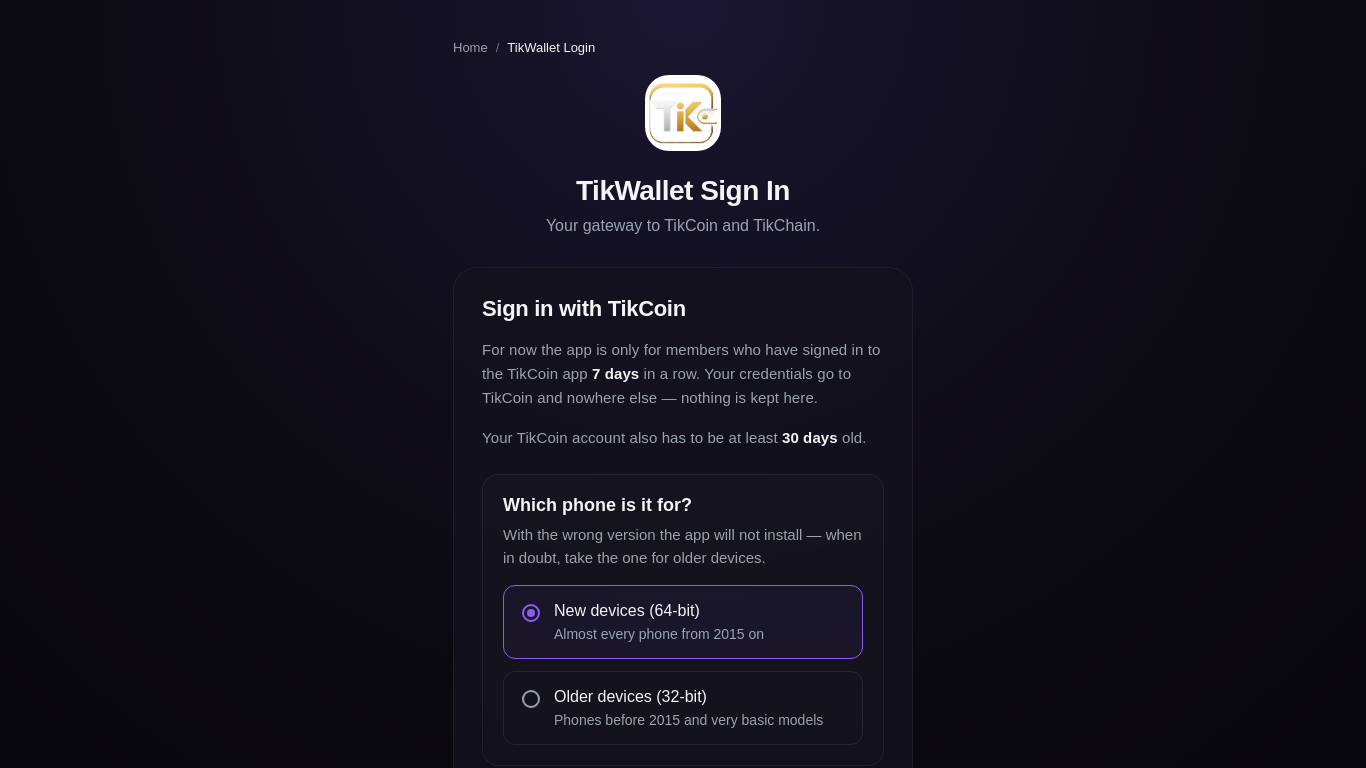 Home / TikWallet Login
TiK
TikWallet Sign In
Your gateway to TikCoin and TikChain.
Sign in with TikCoin
For now the app is only for members who have signed in to
the TikCoin app 7 days in a row. Your credentials go to
TikCoin and nowhere else — nothing is kept here.
Your TikCoin account also has to be at least 30 days old.
Which phone is it for?
With the wrong version the app will not install — when
in doubt, take the one for older devices.
New devices (64-bit)
Almost every phone from 2015 on
Older devices (32-bit)
Phones before 2015 and very basic models